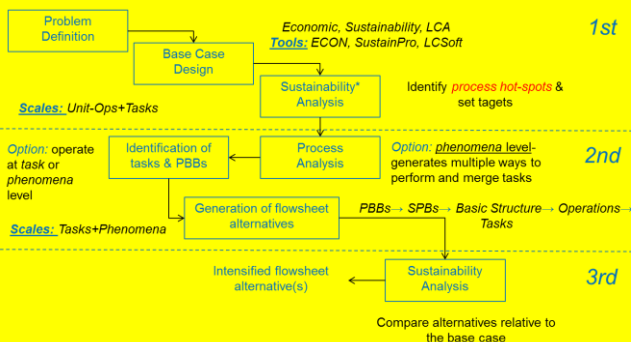 Problem
Definition
Economic, Sustainability, LCA
Tools: ECON, SustainPro, LCSoft
1st
Base Case
Design
Sustainability*
Analysis
Identify process hot-spots &
set tagets
Scales: Unit-Ops+Tasks
Option: operate
at task or
phenomena
level
Identification of
tasks & PBBs
Process
Analysis
Option: phenomena level-
generates multiple ways to
perform and merge tasks
2nd
Generation of flowsheet
alternatives
PBBs→ SPBs→ Basic Structure→ Operations→
Tasks
Scales: Tasks+Phenomena
Intensified flowsheet
alternative(s)
Sustainability
Analysis
3rd
Compare alternatives relative to
the base case